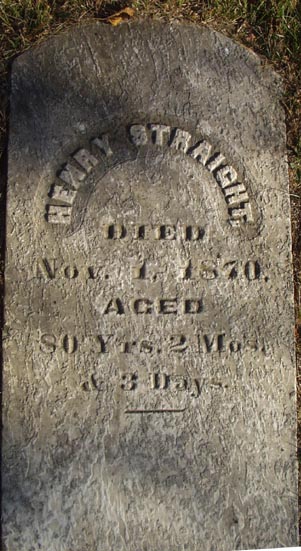 HENRY STRAIGHT
DIED
Nov. 1, 1870.
AGED
80 Yrs. 2 Mos.
& 3 Days.